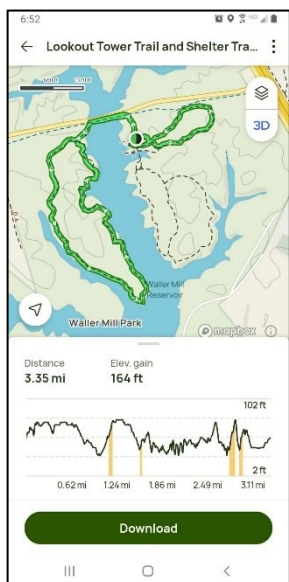 6:52
Lookout Tower Trail and Shelter Tra...
3D
Waller Mill
Reservoir
Waller Mill Park
mapbox
Distance
Elev. gain
3.35 mi
164 ft
102 ft
2 ft
0.62 mi 1.24 mi 1.86 mi 2.49 mi 3.11 mi
Download